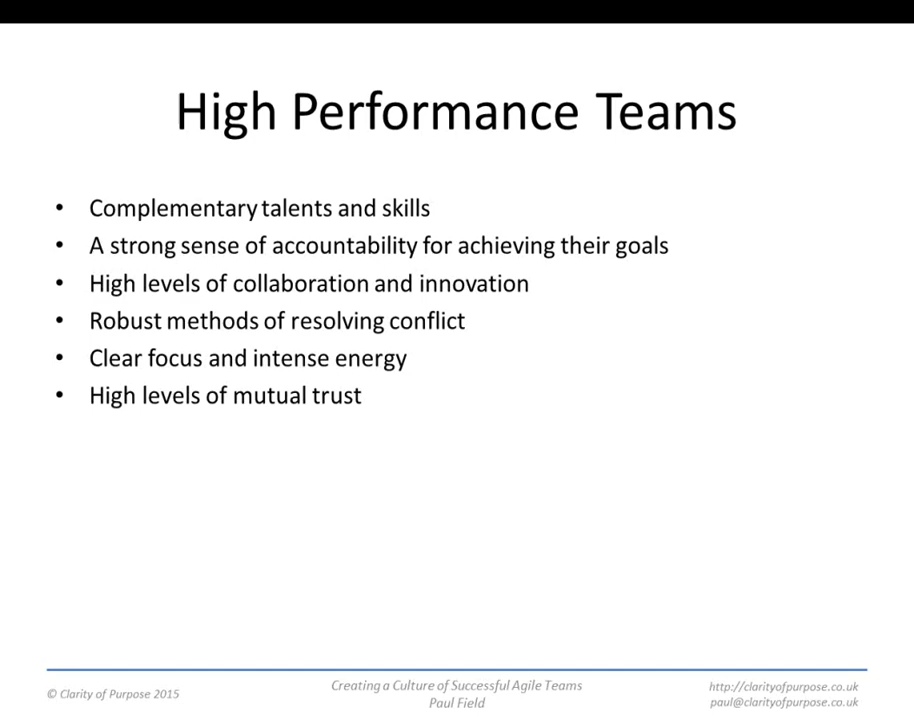 High Performance Teams
• Complementary talents and skills
• A strong sense of accountability for achieving their goals
• High levels of collaboration and innovation
• Robust methods of resolving conflict
• Clear focus and intense energy
• High levels of mutual trust
© Clarity of Purpose 2015
Creating a Culture of Successful Agile Teams
Paul Field
http://clarityofpurpose.co.uk
paul@clarityofpurpose.co.uk